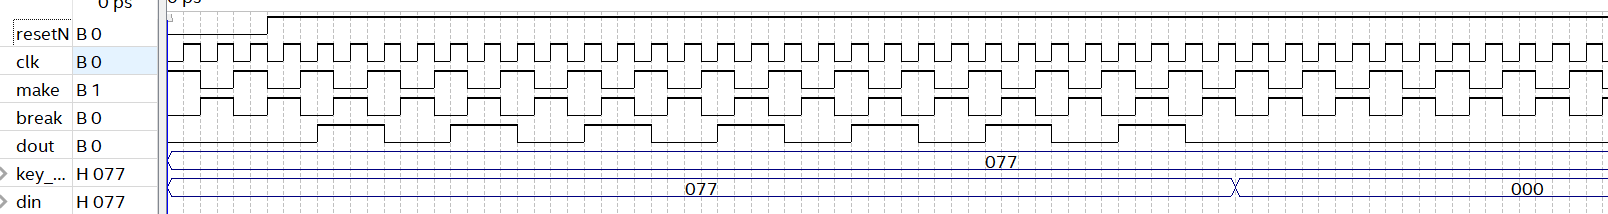 0 ps
0 ps
resetN B 0
clk B 0
make B 1
break B 0
dout B 0
key_... H 077 077
din H 077 077 000